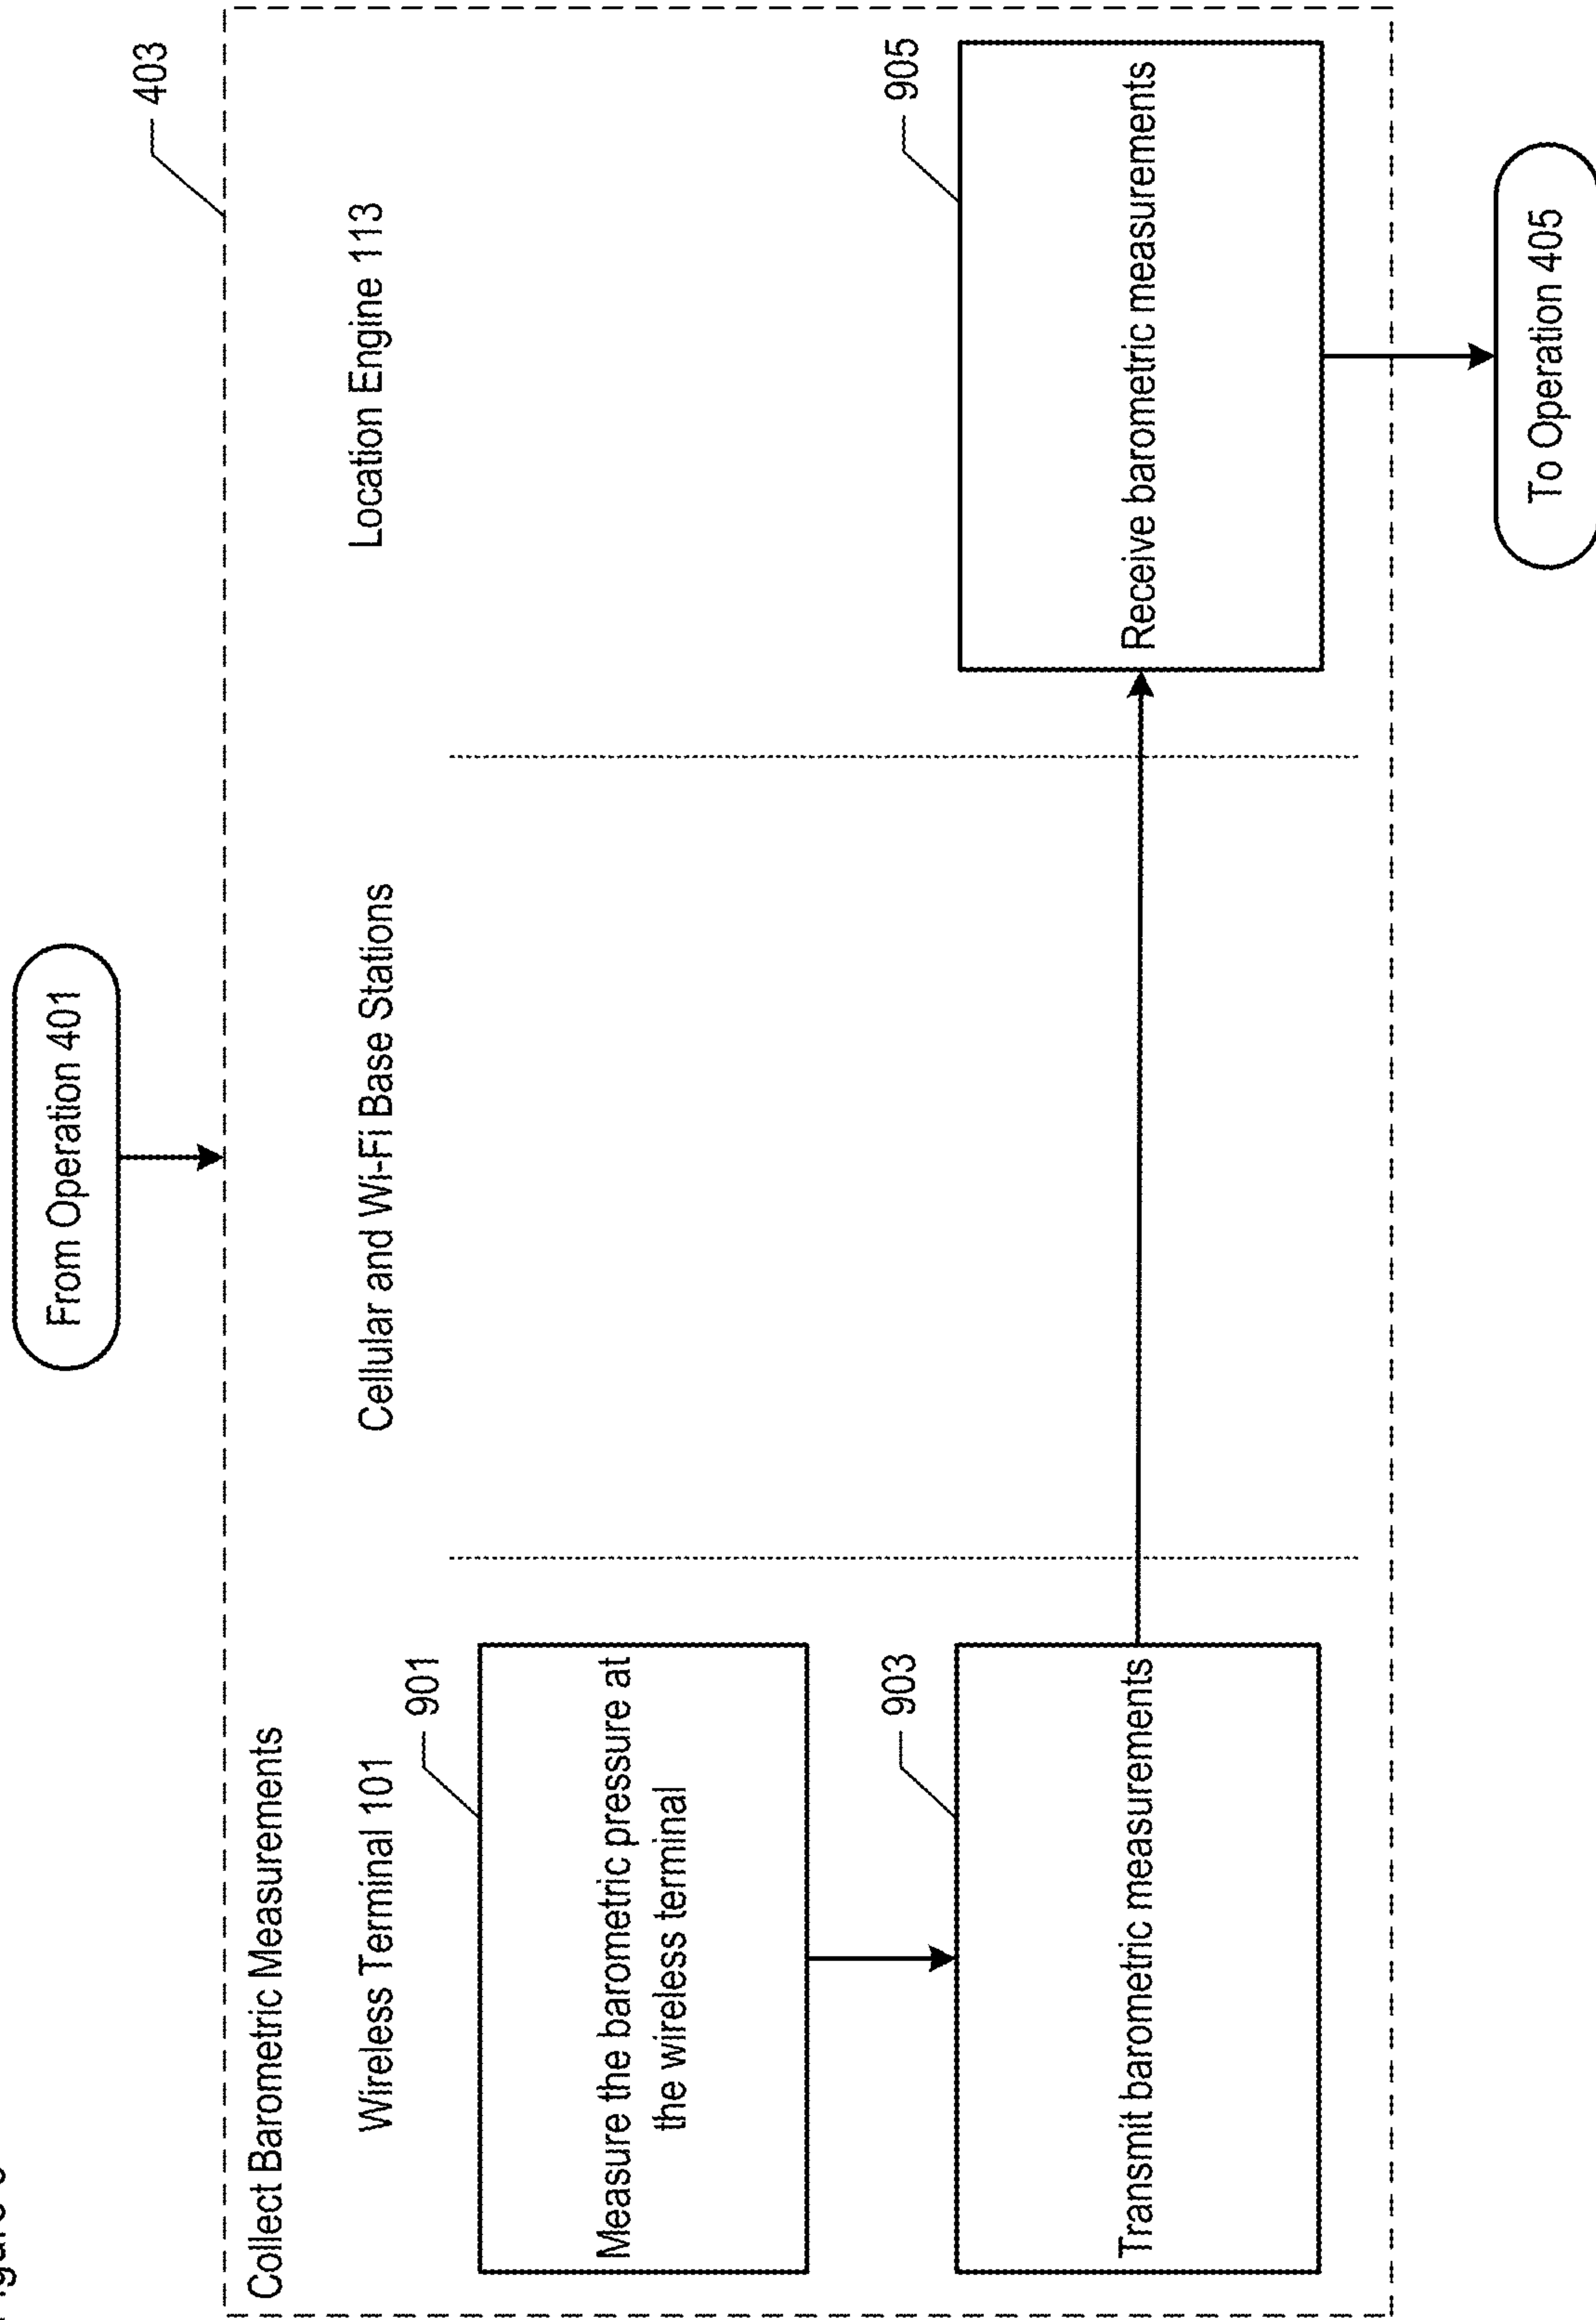 From Operation 401
403
Collect Barometric Measurements
Wireless Terminal 101
Cellular and Wi-Fi Base Stations
Location Engine 113
901
Measure the barometric pressure at
the wireless terminal
903
Transmit barometric measurements
905
Receive barometric measurements
To Operation 405